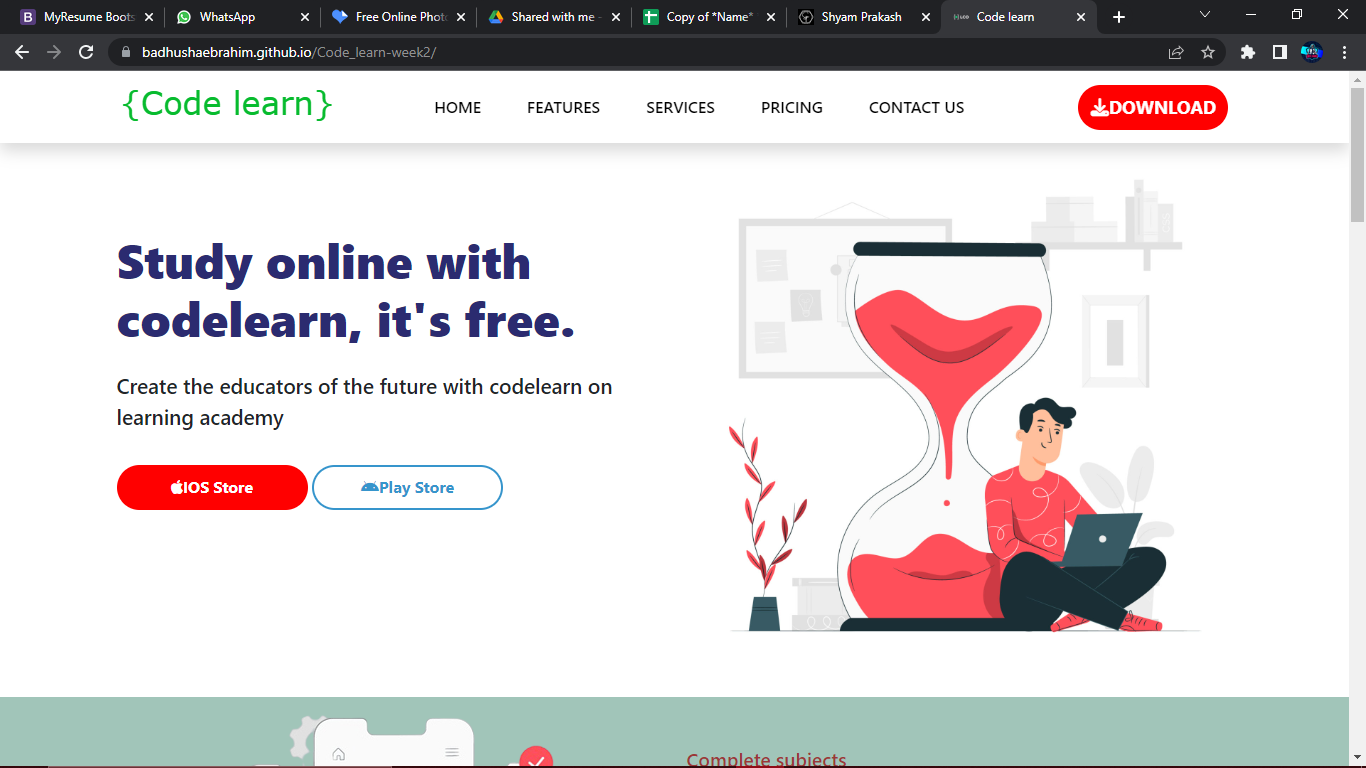 MyResume Boots
WhatsApp
Free Online Phot
Shared with me -
Copy of *Name*
Shyam Prakash
Code learn
badhushaebrahim.github.io/Code_learn-week2/
{Code learn}
HOME
FEATURES
SERVICES
PRICING
CONTACT US
DOWNLOAD
Study online with
codelearn, it's free.
Create the educators of the future with codelearn on
learning academy
IOS Store
Play Store
Complete subjects